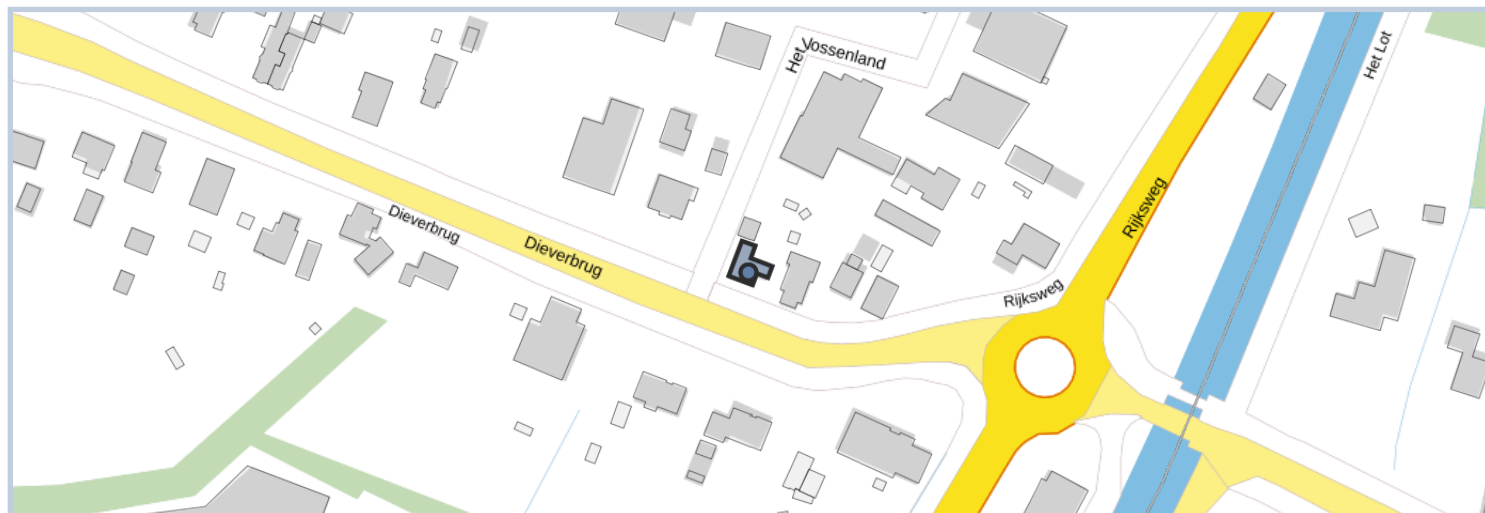 Het Vossenland
Het Lot
Rijksweg
Dieverbrug
Dieverbrug
Rijksweg